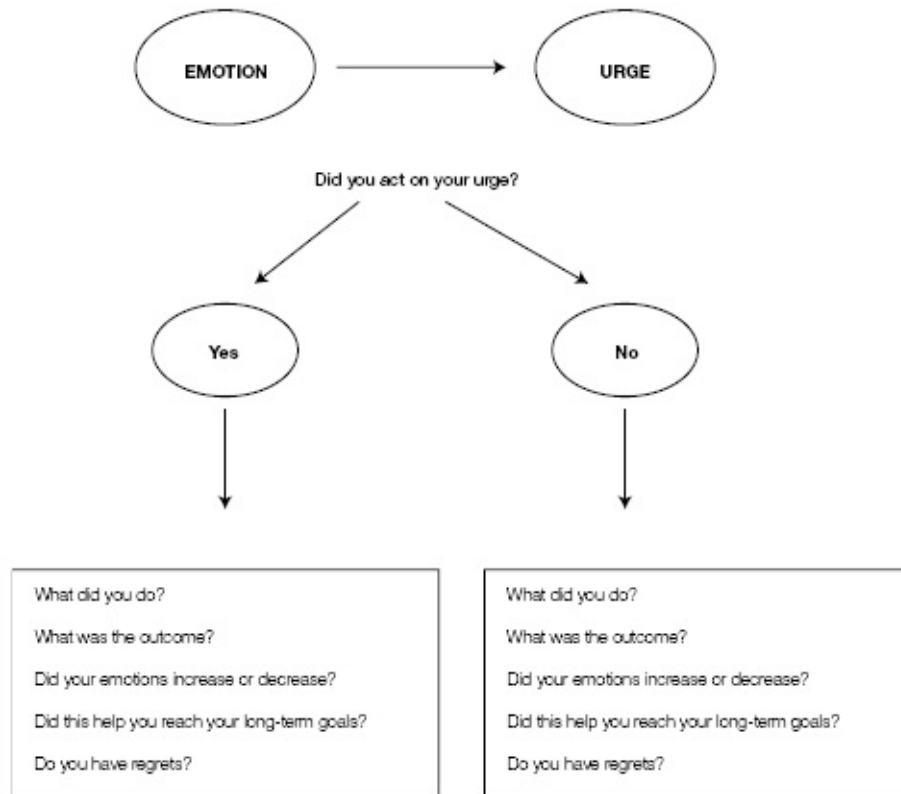 EMOTION
URGE
Did you act on your urge?
Yes
No
What did you do?
What was the outcome?
Did your emotions increase or decrease?
Did this help you reach your long-term goals?
Do you have regrets?
What did you do?
What was the outcome?
Did your emotions increase or decrease?
Did this help you reach your long-term goals?
Do you have regrets?